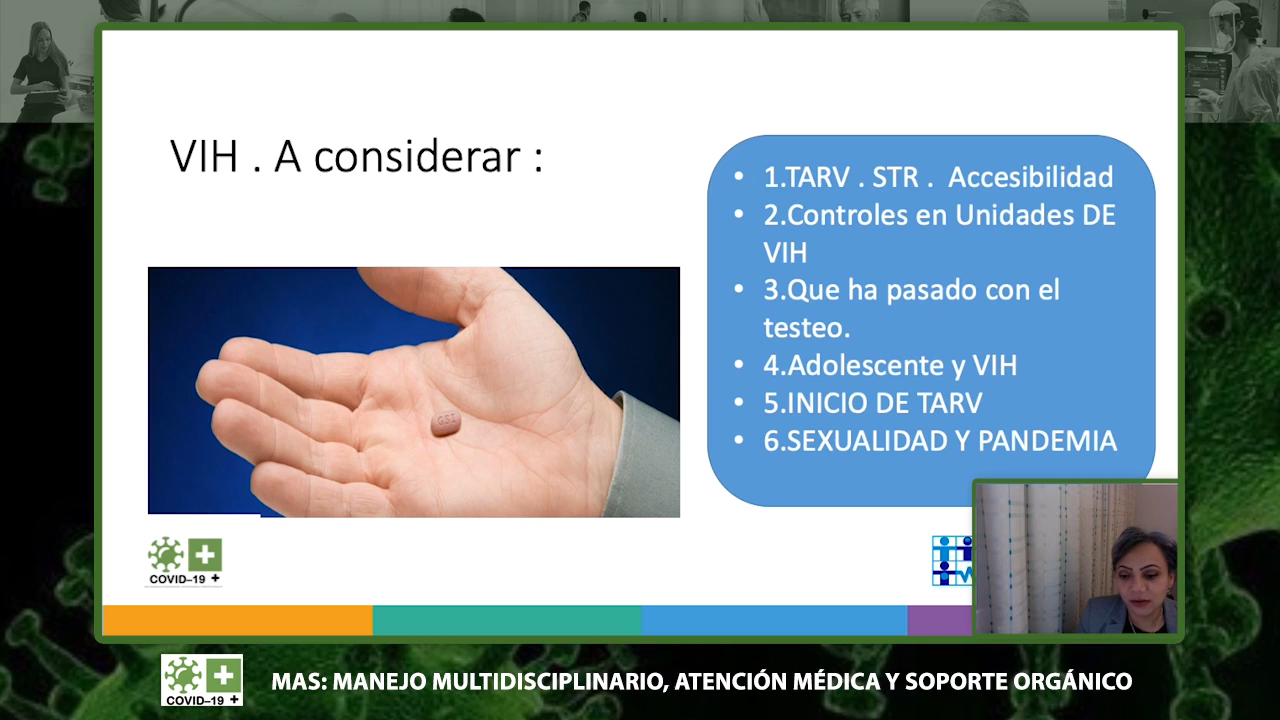 VIH . A considerar :
• 1.TARV . STR . Accesibilidad
• 2.Controles en Unidades DE
VIH
• 3.Que ha pasado con el
testeo.
• 4.Adolescente y VIH
• 5.INICIO DE TARV
• 6.SEXUALIDAD Y PANDEMIA
GSI
COVID–19 +
COVID–19 +
MAS: MANEJO MULTIDISCIPLINARIO, ATENCIÓN MÉDICA Y SOPORTE ORGÁNICO